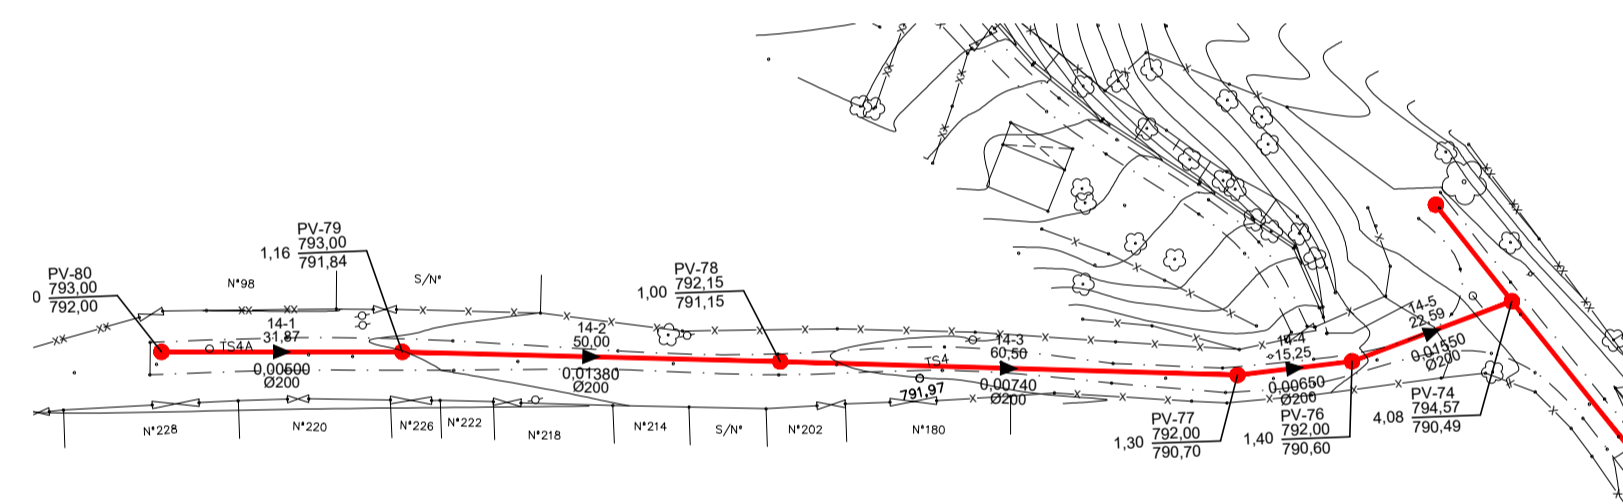 PV-80
793,00
0
792,00
PV-79
793,00
1,16
791,84
N°98
S/N°
14-1
31,87
TS4A
0,00600
Ø200
14-2
50,00
0,01380
Ø200
PV-78
792,15
1,00
791,15
14-3
60,50
TS4
791,97
0,00740
Ø200
14-4
15,25
0,00650
Ø200
14-5
22,59
0,01550
Ø200
PV-77
792,00
1,30
790,70
PV-76
792,00
1,40
790,60
PV-74
794,57
4,08
790,49
N°228
N°220
N°226
N°222
N°218
N°214
S/N°
N°202
N°180